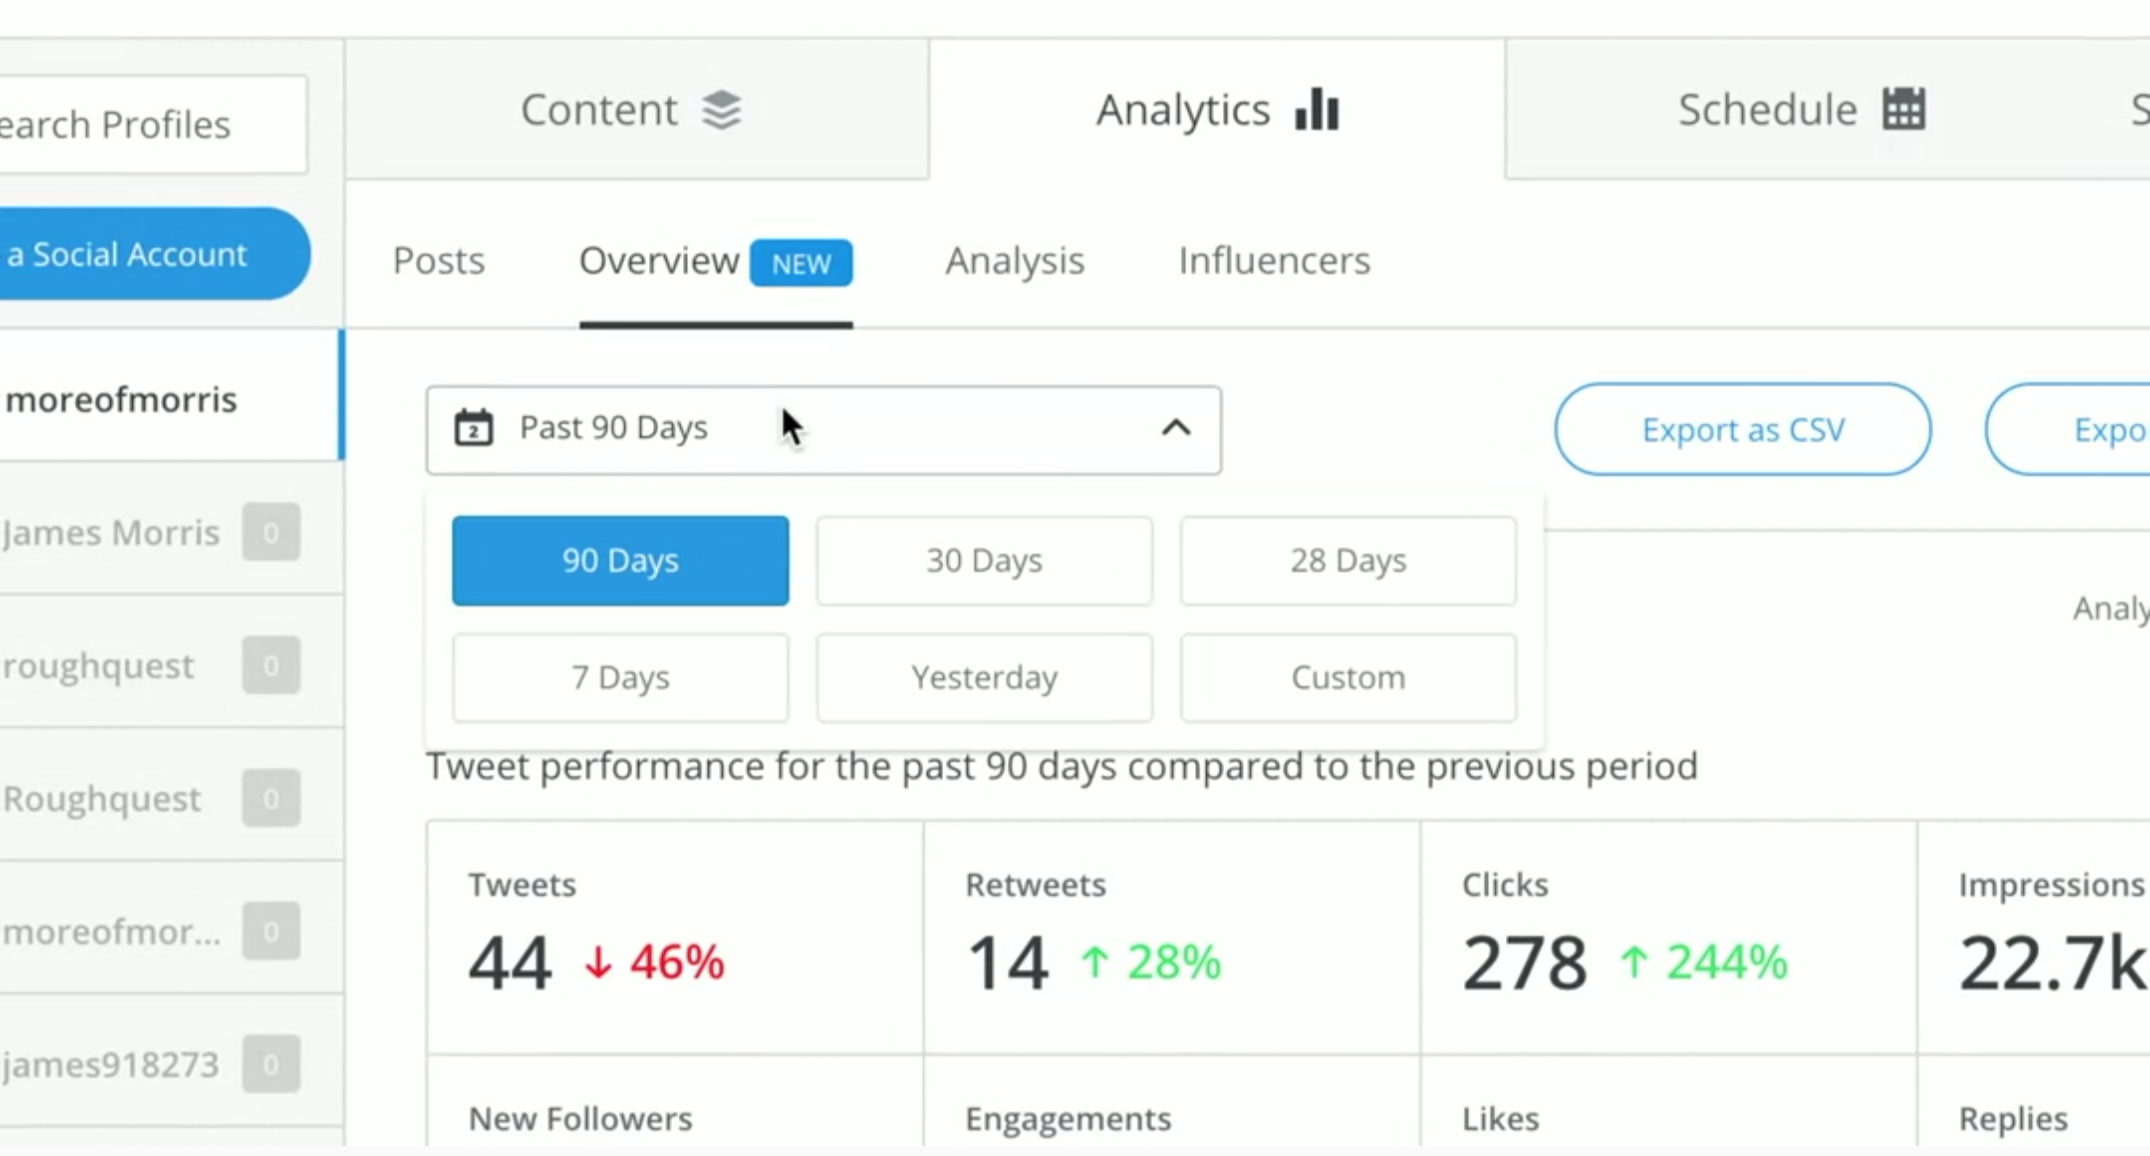 Content
Analytics
Schedule
S
earch Profiles
a Social Account
Posts
Overview NEW
Analysis
Influencers
moreofmorris
2 Past 90 Days
Export as CSV
Expo
James Morris 0
90 Days
30 Days
28 Days
Analy
roughquest 0
7 Days
Yesterday
Custom
Tweet performance for the past 90 days compared to the previous period
Roughquest 0
Tweets
44 ↓ 46%
Retweets
14 ↑ 28%
Clicks
278 ↑ 244%
Impressions
22.7k
moreofmor... 0
james918273 0
New Followers
Engagements
Likes
Replies